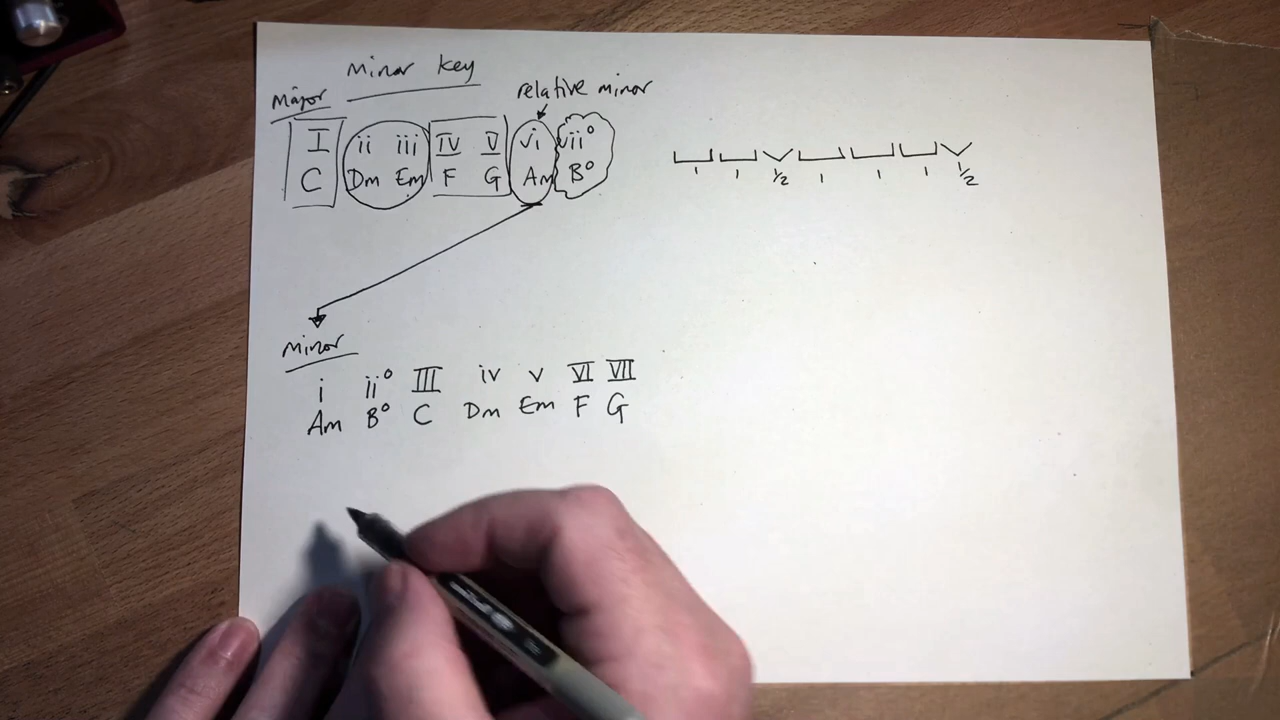 Minor Key
Major
relative minor
I ii iii IV V vi vii°
C Dm Em F G Am B°
1 1 ½ 1 1 1 ½
Minor
i ii° III iv v VI VII
Am B° C Dm Em F G